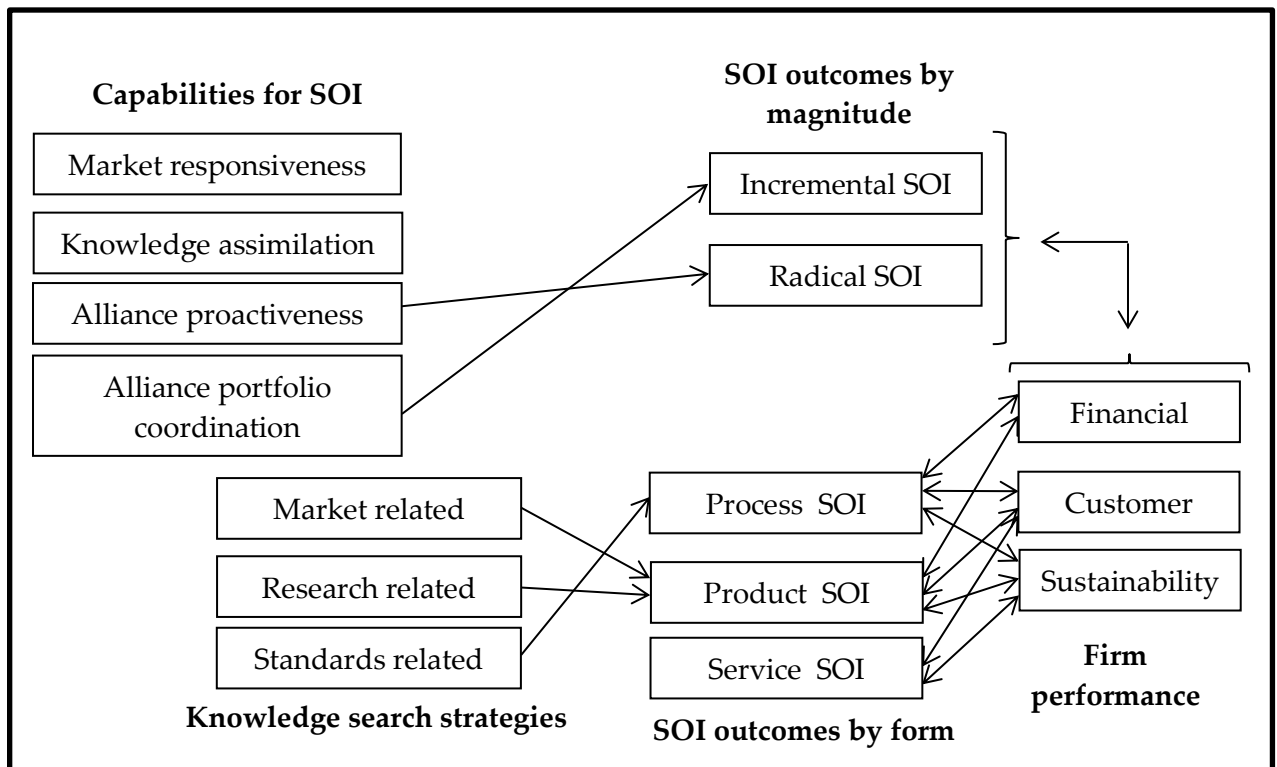 Capabilities for SOI
Market responsiveness
Knowledge assimilation
Alliance proactiveness
Alliance portfolio
coordination
SOI outcomes by
magnitude
Incremental SOI
Radical SOI
Market related
Research related
Standards related
Knowledge search strategies
Process SOI
Product SOI
Service SOI
SOI outcomes by form
Financial
Customer
Sustainability
Firm
performance